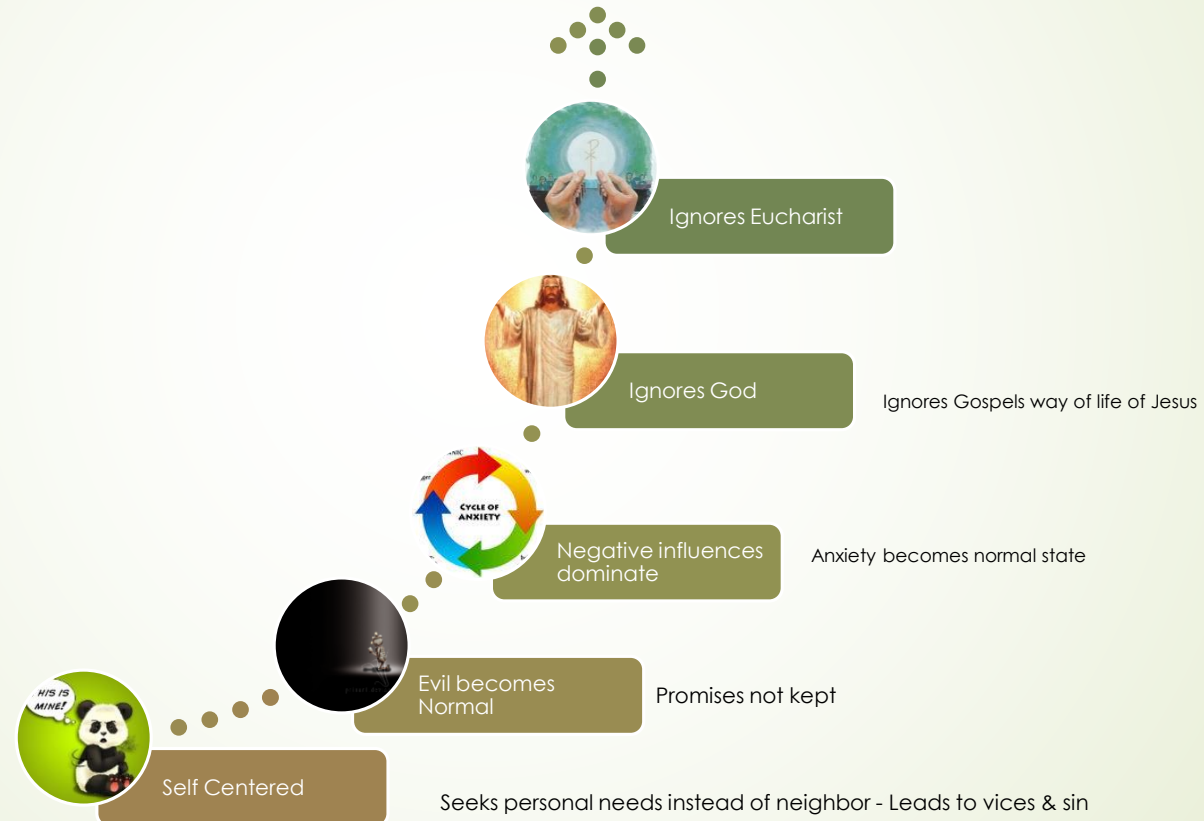 Ignores Eucharist
Ignores God
Ignores Gospels way of life of Jesus
CYCLE OF
ANXIETY
Negative influences
dominate
Anxiety becomes normal state
Evil becomes
Normal
Promises not kept
HIS IS
MINE!
Self Centered
Seeks personal needs instead of neighbor - Leads to vices & sin